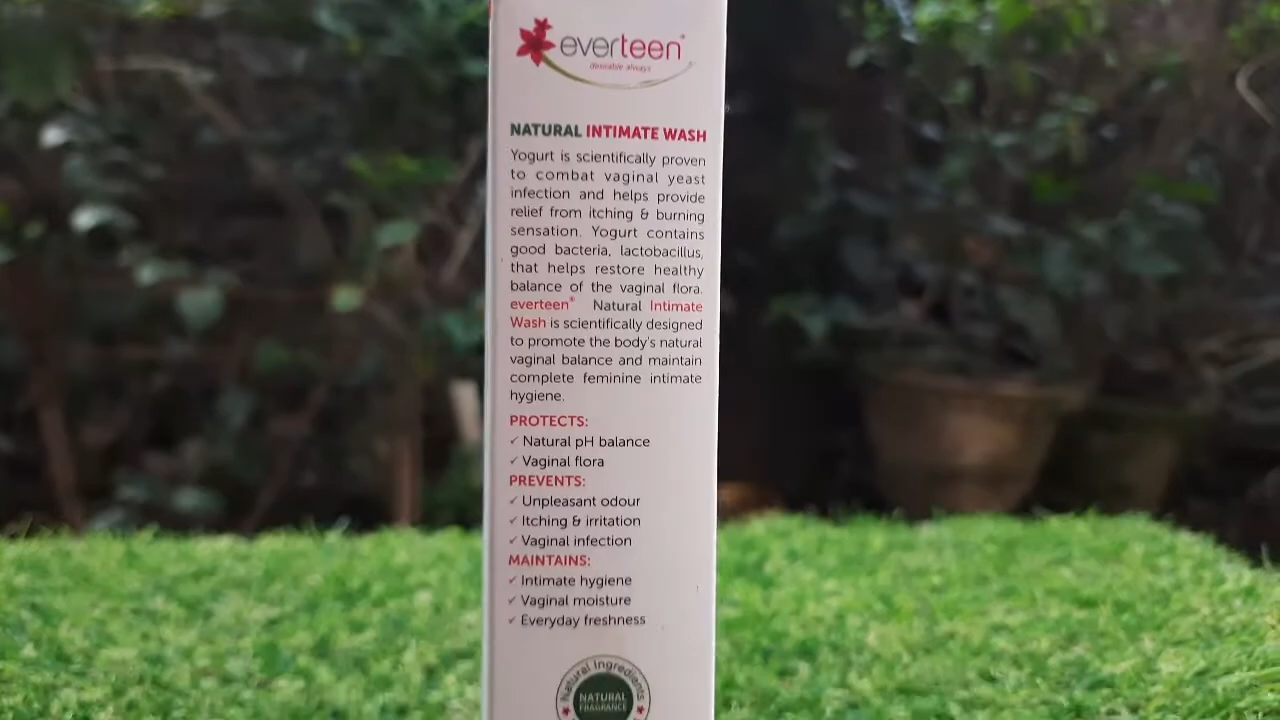 everteen®
desirable always
NATURAL INTIMATE WASH
Yogurt is scientifically proven
to combat vaginal yeast
infection and helps provide
relief from itching & burning
sensation. Yogurt contains
good bacteria, lactobacillus,
that helps restore healthy
balance of the vaginal flora.
everteen® Natural Intimate
Wash is scientifically designed
to promote the body's natural
vaginal balance and maintain
complete feminine intimate
hygiene.
PROTECTS:
✓ Natural pH balance
✓ Vaginal flora
PREVENTS:
✓ Unpleasant odour
✓ Itching & irritation
✓ Vaginal infection
MAINTAINS:
✓ Intimate hygiene
✓ Vaginal moisture
✓ Everyday freshness
Natural Ingredients
NATURAL
FRAGRANCE